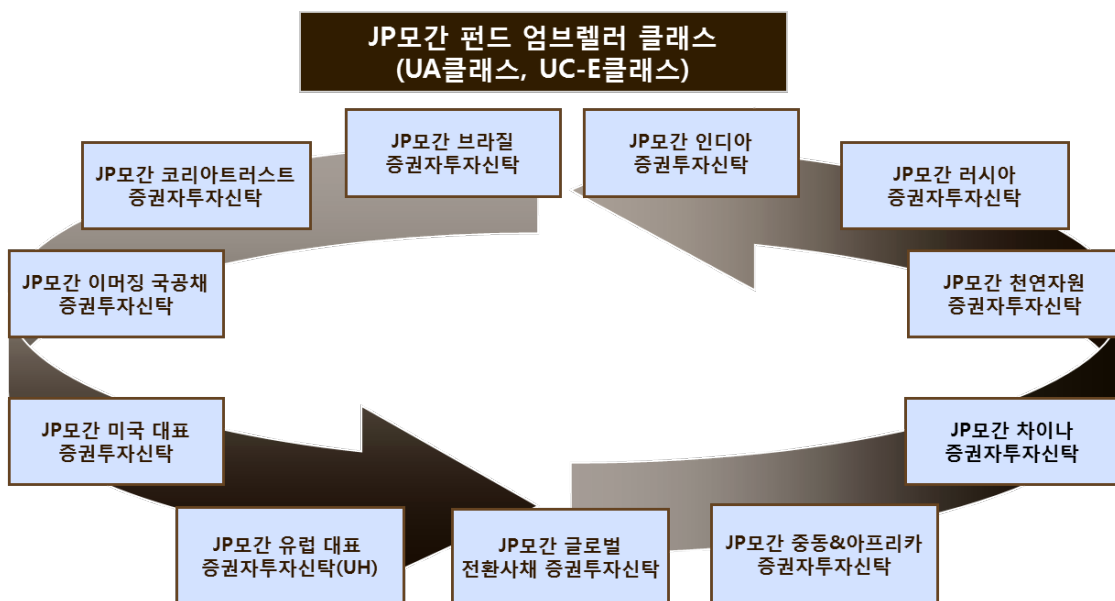 JP모간 펀드 엄브렐러 클래스
(UA클래스, UC-E클래스)
JP모간 브라질
증권자투자신탁
JP모간 인디아
증권투자신탁
JP모간 코리아트러스트
증권자투자신탁
JP모간 러시아
증권자투자신탁
JP모간 이머징 국공채
증권투자신탁
JP모간 천연자원
증권자투자신탁
JP모간 미국 대표
증권투자신탁
JP모간 차이나
증권자투자신탁
JP모간 유럽 대표
증권자투자신탁(UH)
JP모간 글로벌
전환사채 증권투자신탁
JP모간 중동&아프리카
증권자투자신탁